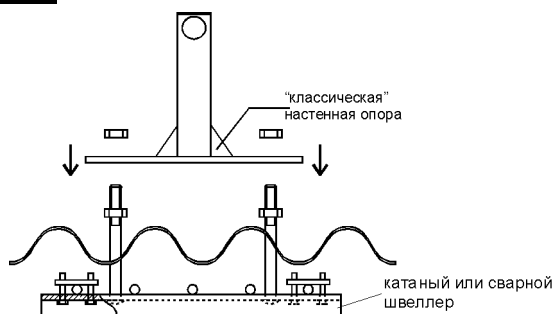 “классическая”
настенная опора
катаный или сварной
швеллер